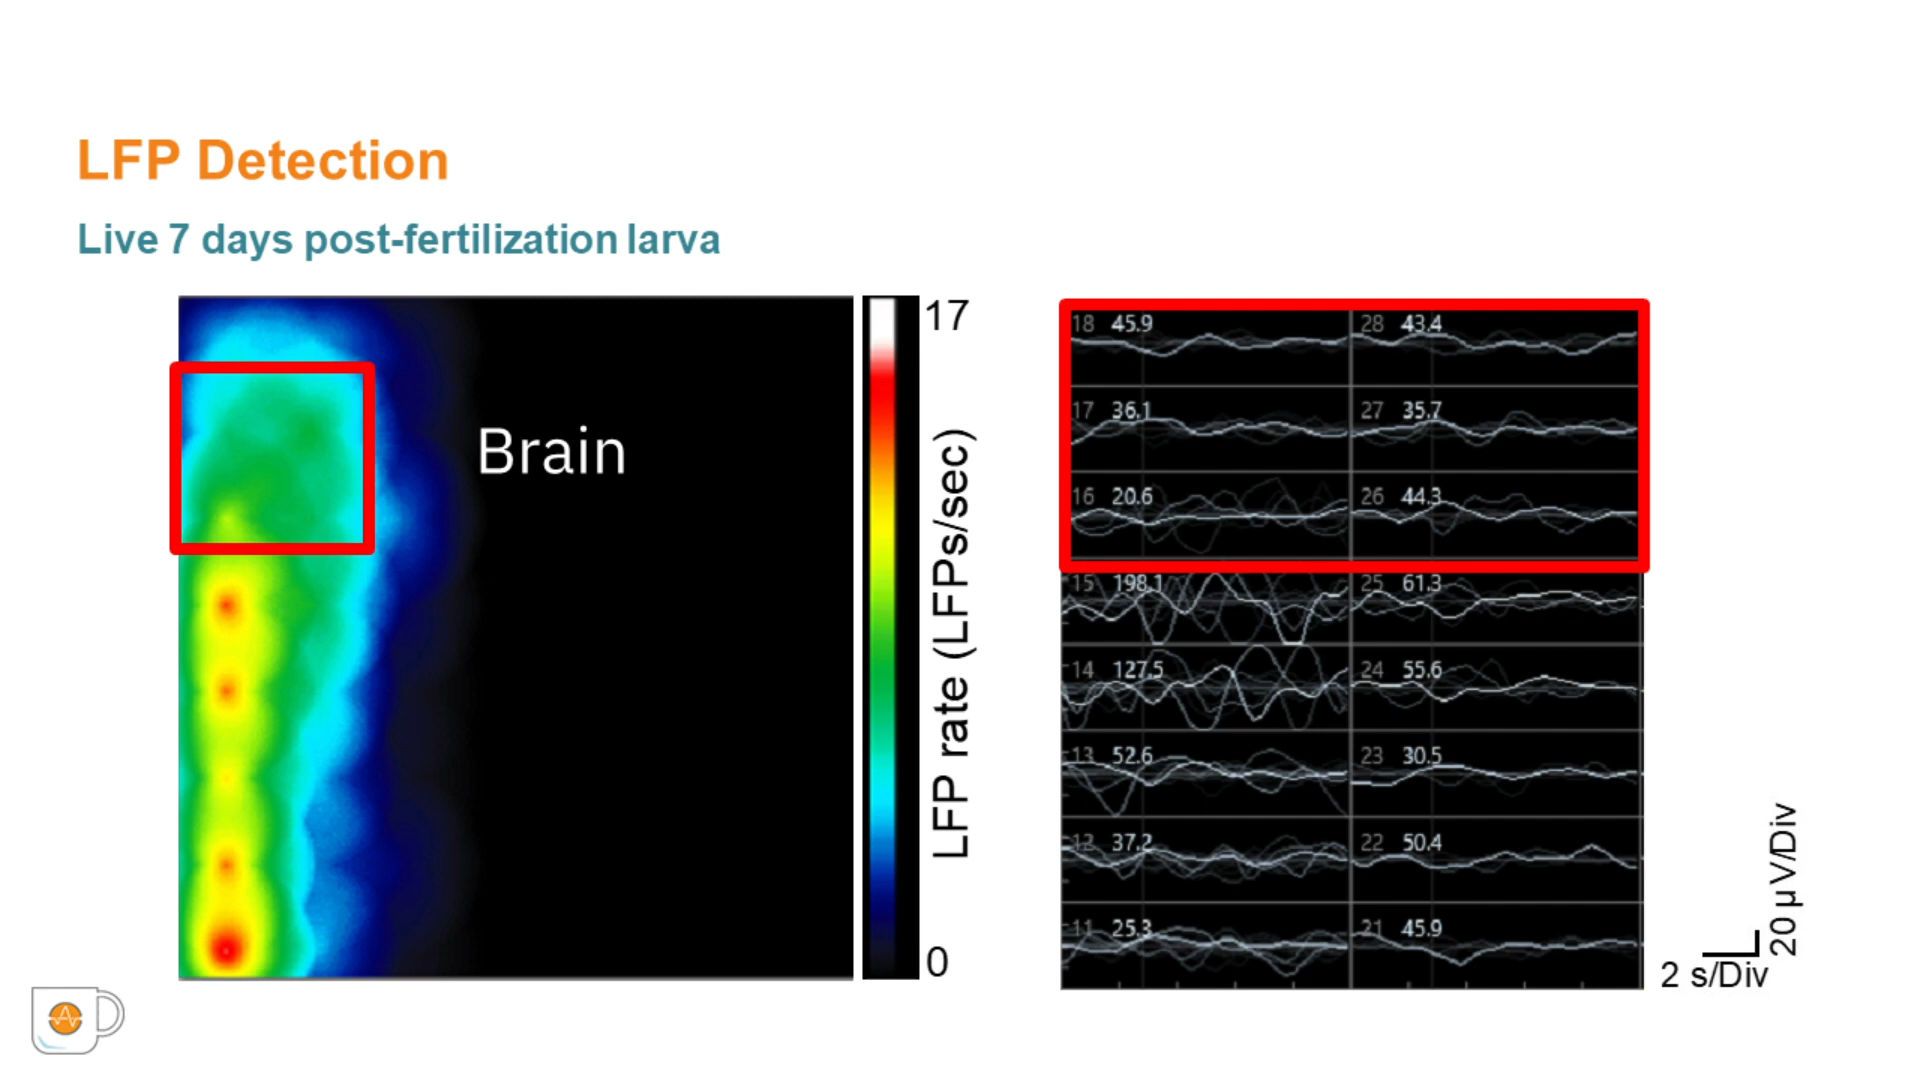 LFP Detection
Live 7 days post-fertilization larva
Brain
17
LFP rate (LFPs/sec)
0
18 45.9 28 43.4
17 36.1 27 35.7
16 20.6 26 44.3
15 198.1 25 61.3
14 127.5 24 55.6
13 52.6 23 30.5
12 37.2 22 50.4
11 25.3 21 45.9
20 µV/Div
2 s/Div